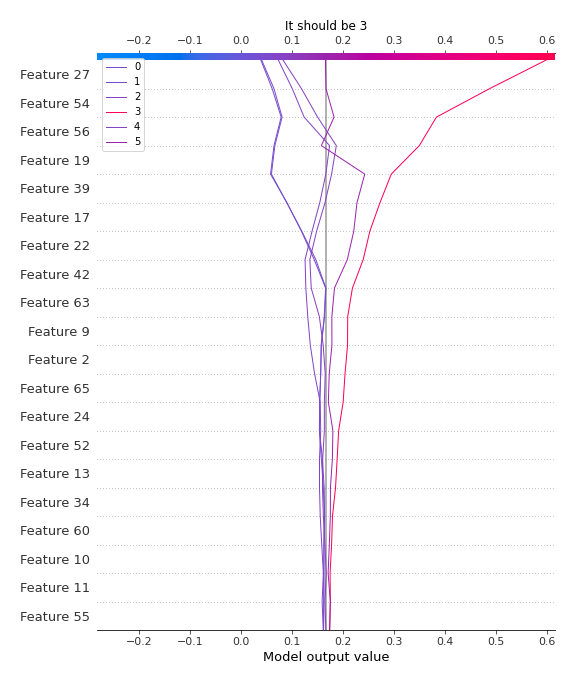 It should be 3
−0.2 −0.1 0.0 0.1 0.2 0.3 0.4 0.5 0.6
0
1
2
3
4
5
Feature 27
Feature 54
Feature 56
Feature 19
Feature 39
Feature 17
Feature 22
Feature 42
Feature 63
Feature 9
Feature 2
Feature 65
Feature 24
Feature 52
Feature 13
Feature 34
Feature 60
Feature 10
Feature 11
Feature 55
−0.2 −0.1 0.0 0.1 0.2 0.3 0.4 0.5 0.6
Model output value